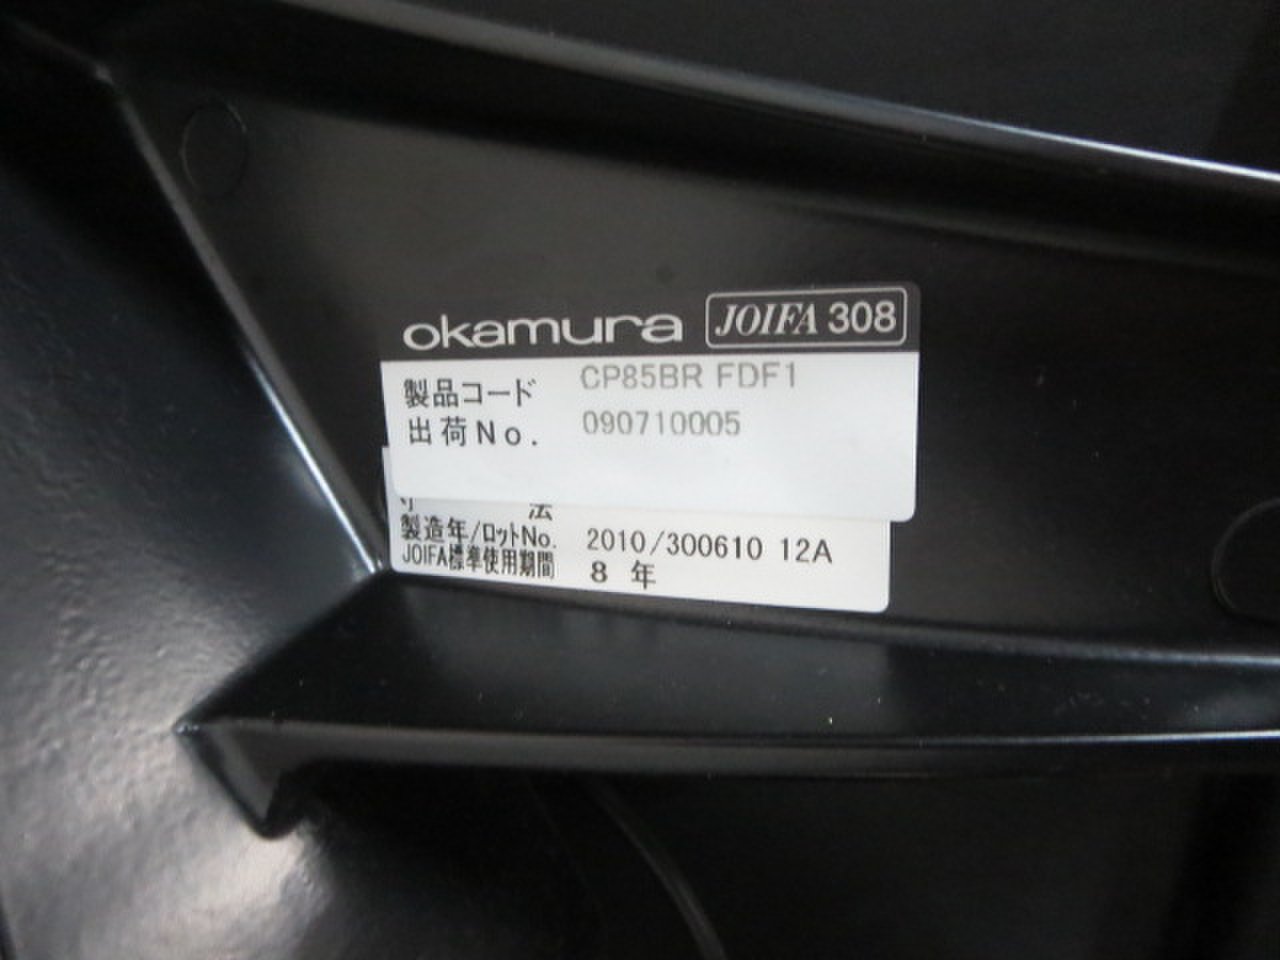 okamura JOIFA 308
製品コード CP85BR FDF1
出荷No. 090710005
寸 法
製造年/ロットNo. 2010/300610 12A
JOIFA標準使用期間 8 年